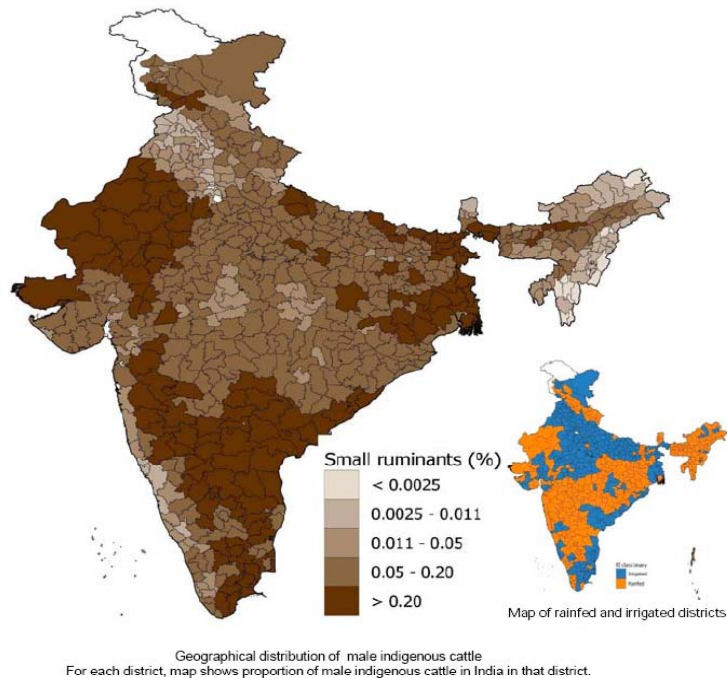 Small ruminants (%)
< 0.0025
0.0025 - 0.011
0.011 - 0.05
0.05 - 0.20
> 0.20
Irrigated
Rainfed
Map of rainfed and irrigated districts
Geographical distribution of male indigenous cattle
For each district, map shows proportion of male indigenous cattle in India in that district.